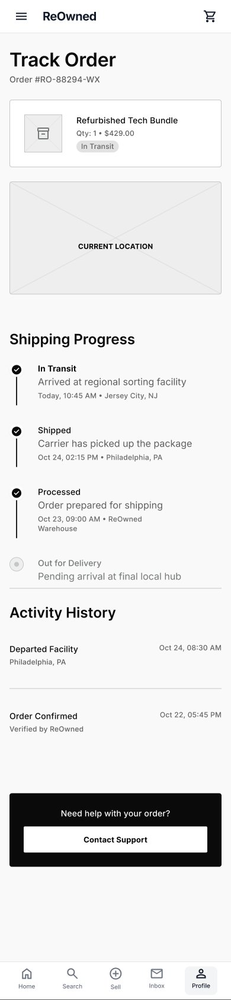 ReOwned
Track Order
Order #RO-88294-WX
Refurbished Tech Bundle
Qty: 1 • $429.00
In Transit
CURRENT LOCATION
Shipping Progress
In Transit
Arrived at regional sorting facility
Today, 10:45 AM • Jersey City, NJ
Shipped
Carrier has picked up the package
Oct 24, 02:15 PM • Philadelphia, PA
Processed
Order prepared for shipping
Oct 23, 09:00 AM • ReOwned
Warehouse
Out for Delivery
Pending arrival at final local hub
Activity History
Departed Facility
Oct 24, 08:30 AM
Philadelphia, PA
Order Confirmed
Oct 22, 05:45 PM
Verified by ReOwned
Need help with your order?
Contact Support
Home
Search
Sell
Inbox
Profile